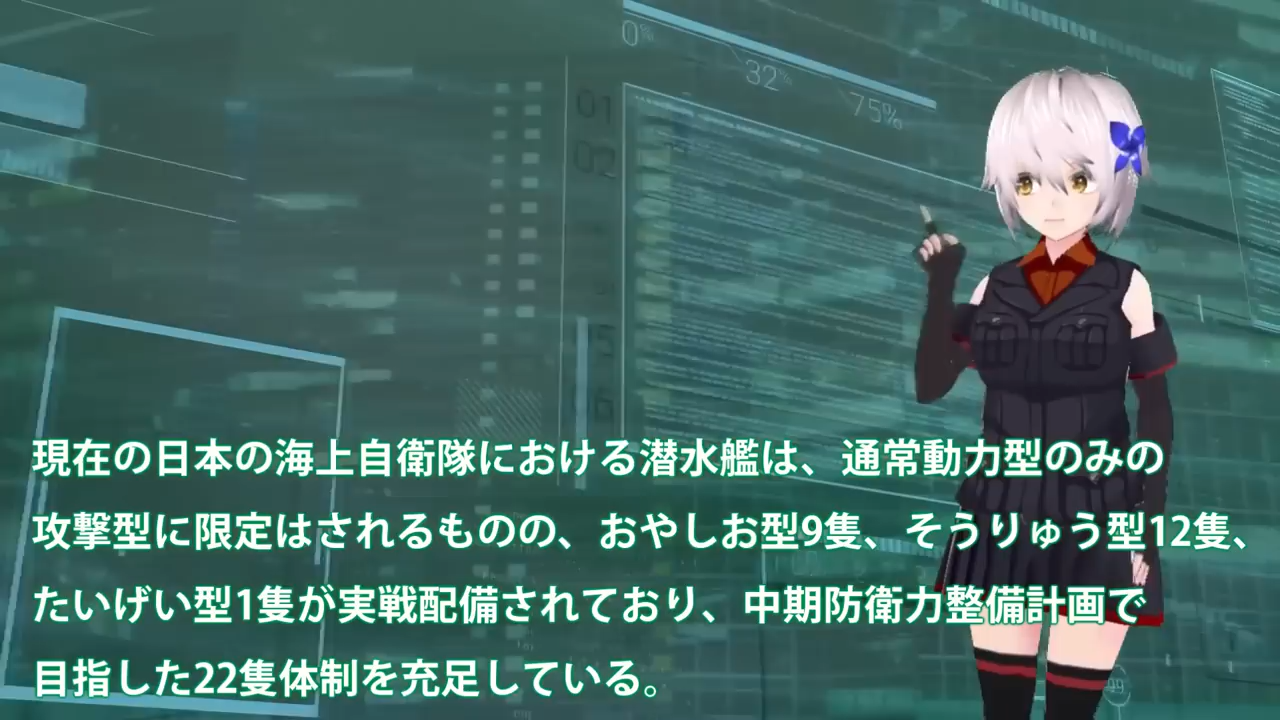 0%
32%
75%
01
02
現在の日本の海上自衛隊における潜水艦は、通常動力型のみの
攻撃型に限定はされるものの、おやしお型9隻、そうりゅう型12隻、
たいげい型1隻が実戦配備されており、中期防衛力整備計画で
目指した22隻体制を充足している。